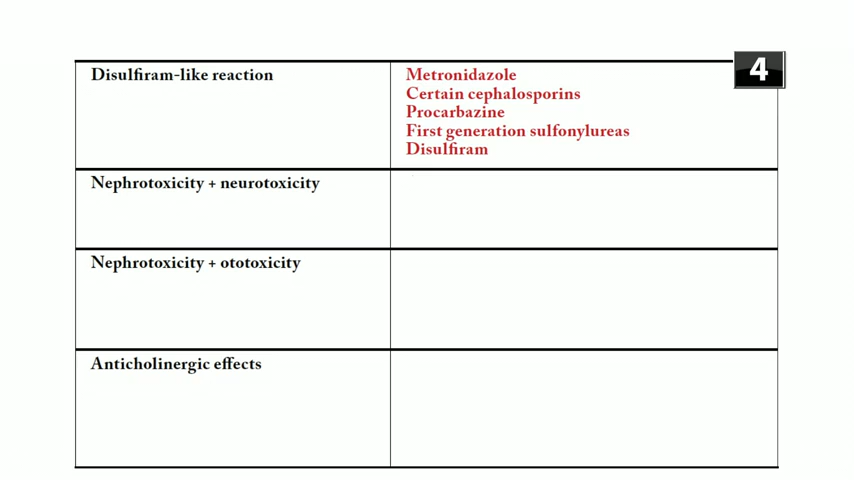 4
Disulfiram-like reaction
Metronidazole
Certain cephalosporins
Procarbazine
First generation sulfonylureas
Disulfiram
Nephrotoxicity + neurotoxicity
Nephrotoxicity + ototoxicity
Anticholinergic effects